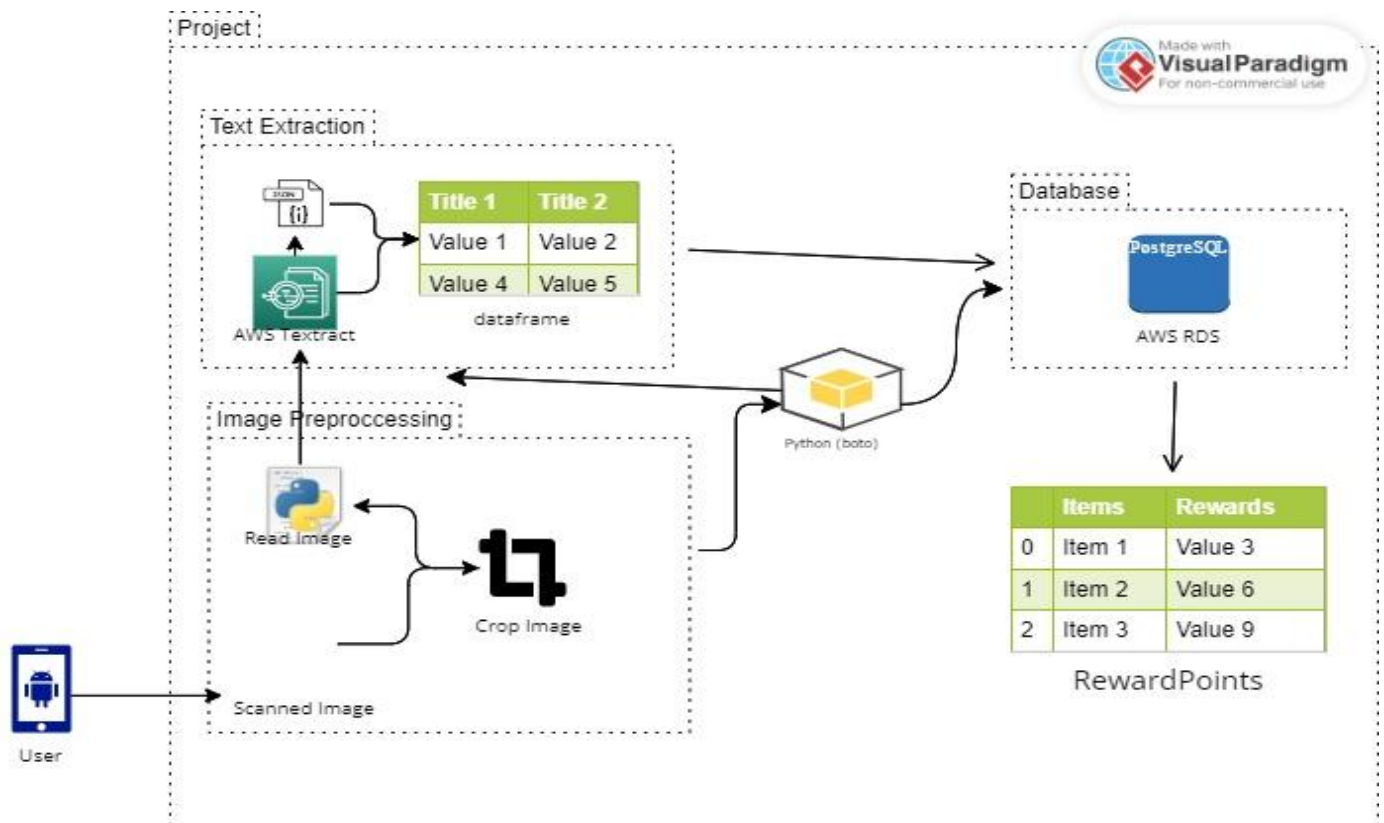 Project
Made with
VisualParadigm
For non-commercial use
Text Extraction
JSON
{i}
Title 1 Title 2
Value 1 Value 2
Value 4 Value 5
dataframe
AWS Textract
Database
PostgreSQL
AWS RDS
Image Preproccessing
Read Image
Crop Image
Scanned Image
Python (boto)
Items Rewards
0 Item 1 Value 3
1 Item 2 Value 6
2 Item 3 Value 9
RewardPoints
User